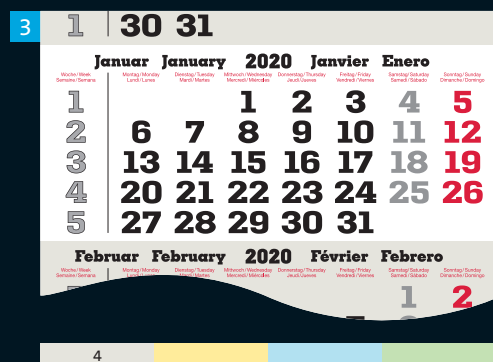 3
1 30 31
Januar January 2020 Janvier Enero
Woche/Week Montag/Monday Dienstag/Tuesday Mittwoch/Wednesday Donnerstag/Thursday Freitag/Friday Samstag/Saturday Sonntag/Sunday
Semaine/Semana Lundi/Lunes Mardi/Martes Mercredi/Miércoles Jeudi/Jueves Vendredi/Viernes Samedi/Sábado Dimanche/Domingo
1 1 2 3 4 5
2 6 7 8 9 10 11 12
3 13 14 15 16 17 18 19
4 20 21 22 23 24 25 26
5 27 28 29 30 31
Februar February 2020 Février Febrero
Woche/Week Montag/Monday Dienstag/Tuesday Mittwoch/Wednesday Donnerstag/Thursday Freitag/Friday Samstag/Saturday Sonntag/Sunday
Semaine/Semana Lundi/Lunes Mardi/Martes Mercredi/Miércoles Jeudi/Jueves Vendredi/Viernes Samedi/Sábado Dimanche/Domingo
1 2
4